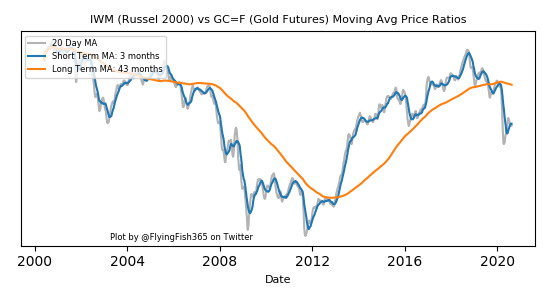 IWM (Russel 2000) vs GC=F (Gold Futures) Moving Avg Price Ratios
20 Day MA
Short Term MA: 3 months
Long Term MA: 43 months
Plot by @FlyingFish365 on Twitter
2000 2004 2008 2012 2016 2020
Date